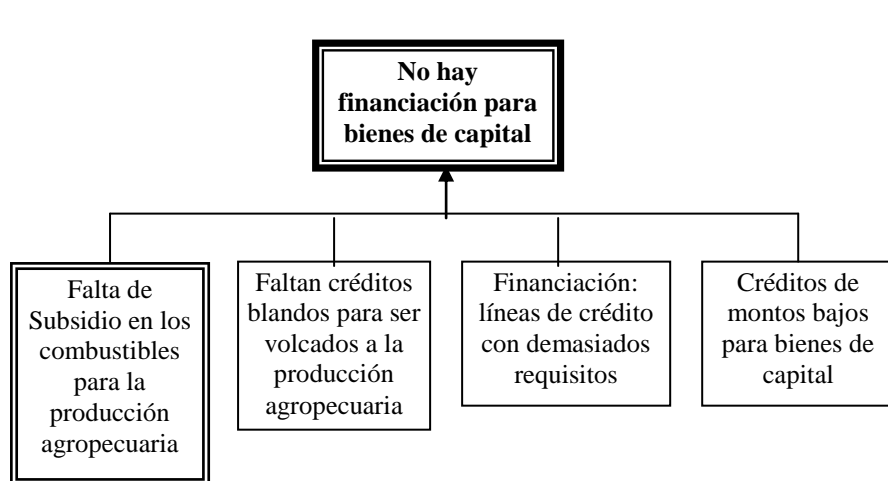 No hay
financiación para
bienes de capital
Falta de
Subsidio en los
combustibles
para la
producción
agropecuaria
Faltan créditos
blandos para ser
volcados a la
producción
agropecuaria
Financiación:
líneas de crédito
con demasiados
requisitos
Créditos de
montos bajos
para bienes de
capital